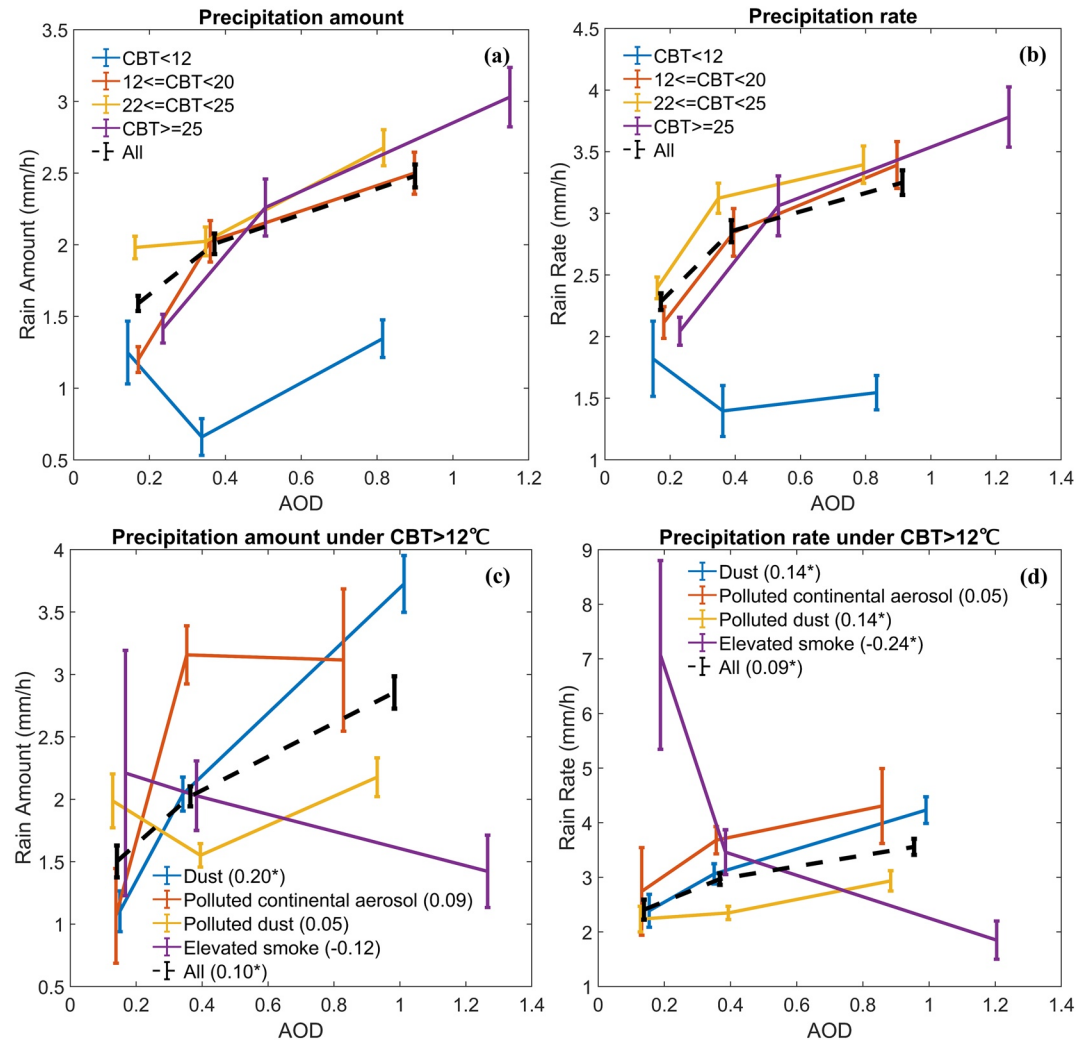 Precipitation amount
(a)
CBT<12
12<=CBT<20
22<=CBT<25
CBT>=25
All
Rain Amount (mm/h)
3.5
3
2.5
2
1.5
1
0.5
0
0.2
0.4
0.6
0.8
1
1.2
AOD
Precipitation rate
(b)
CBT<12
12<=CBT<20
22<=CBT<25
CBT>=25
All
Rain Rate (mm/h)
4.5
4
3.5
3
2.5
2
1.5
1
0
0.2
0.4
0.6
0.8
1
1.2
1.4
AOD
Precipitation amount under CBT>12℃
(c)
Rain Amount (mm/h)
4
3.5
3
2.5
2
1.5
1
0.5
Dust (0.20*)
Polluted continental aerosol (0.09)
Polluted dust (0.05)
Elevated smoke (-0.12)
All (0.10*)
0
0.2
0.4
0.6
0.8
1
1.2
1.4
AOD
Precipitation rate under CBT>12℃
(d)
Dust (0.14*)
Polluted continental aerosol (0.05)
Polluted dust (0.14*)
Elevated smoke (-0.24*)
All (0.09*)
Rain Rate (mm/h)
9
8
7
6
5
4
3
2
1
0
0.2
0.4
0.6
0.8
1
1.2
1.4
AOD